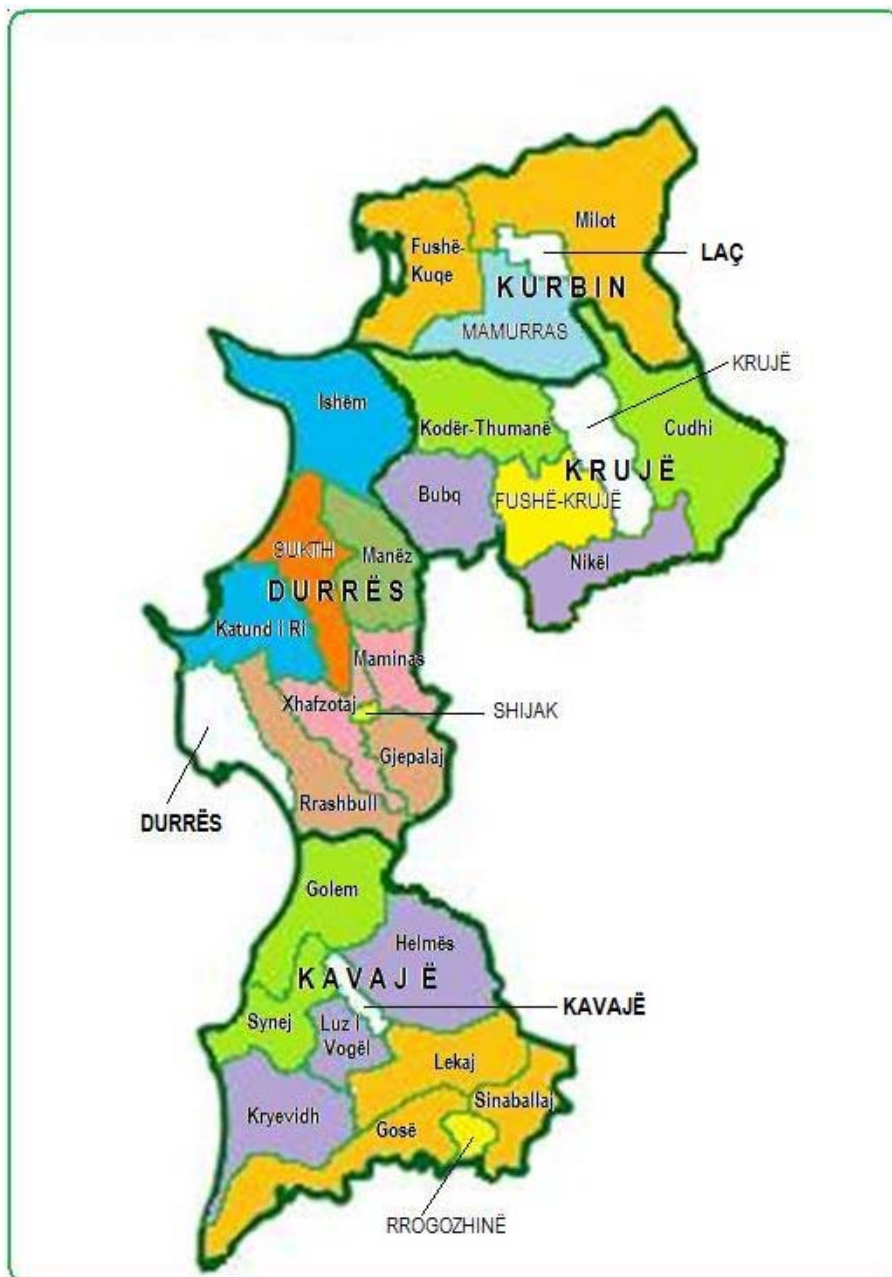 Milot
Fushë-
Kuqe
LAÇ
KURBIN
MAMURRAS
KRUJË
Ishëm
Kodër-Thumanë
Cudhi
KRUJË
Bubq
FUSHË-KRUJË
SUKTH
Manëz
Nikël
DURRËS
Katund i Ri
Maminas
Xhafzotaj
SHIJAK
Gjepalaj
Rrashbull
DURRËS
Golem
Helmës
KAVAJË
KAVAJË
Synej
Luz i
Vogël
Lekaj
Sinaballaj
Kryevidh
Gosë
RROGOZHINË